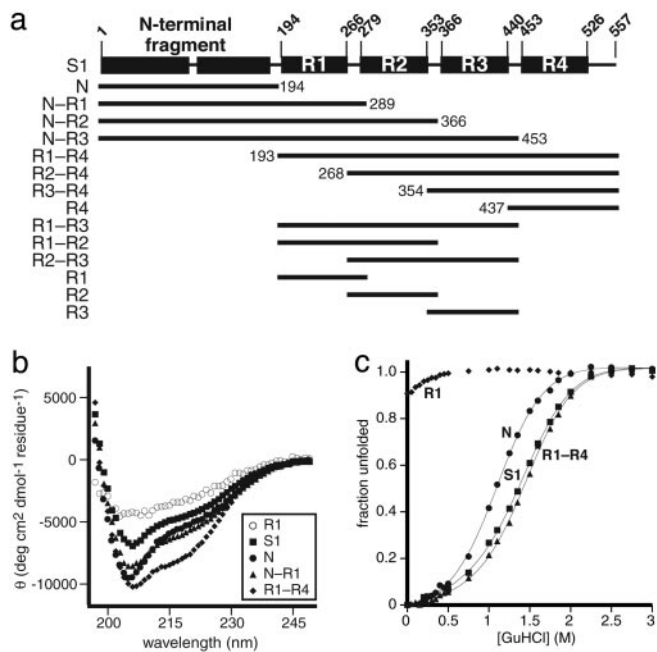 a
1 N-terminal fragment 194 266 279 353 366 440 453 526 557
S1 R1 R2 R3 R4
N 194
N–R1 289
N–R2 366
N–R3 453
R1–R4 193
R2–R4 268
R3–R4 354
R4 437
R1–R3
R1–R2
R2–R3
R1
R2
R3
b
5000
0
-5000
-10000
θ (deg cm2 dmol-1 residue-1)
200 215 230 245
wavelength (nm)
R1
S1
N
N–R1
R1–R4
c
1.0
0.8
0.6
0.4
0.2
0
fraction unfolded
R1
N
S1
R1–R4
0 0.5 1 1.5 2 2.5 3
[GuHCl] (M)